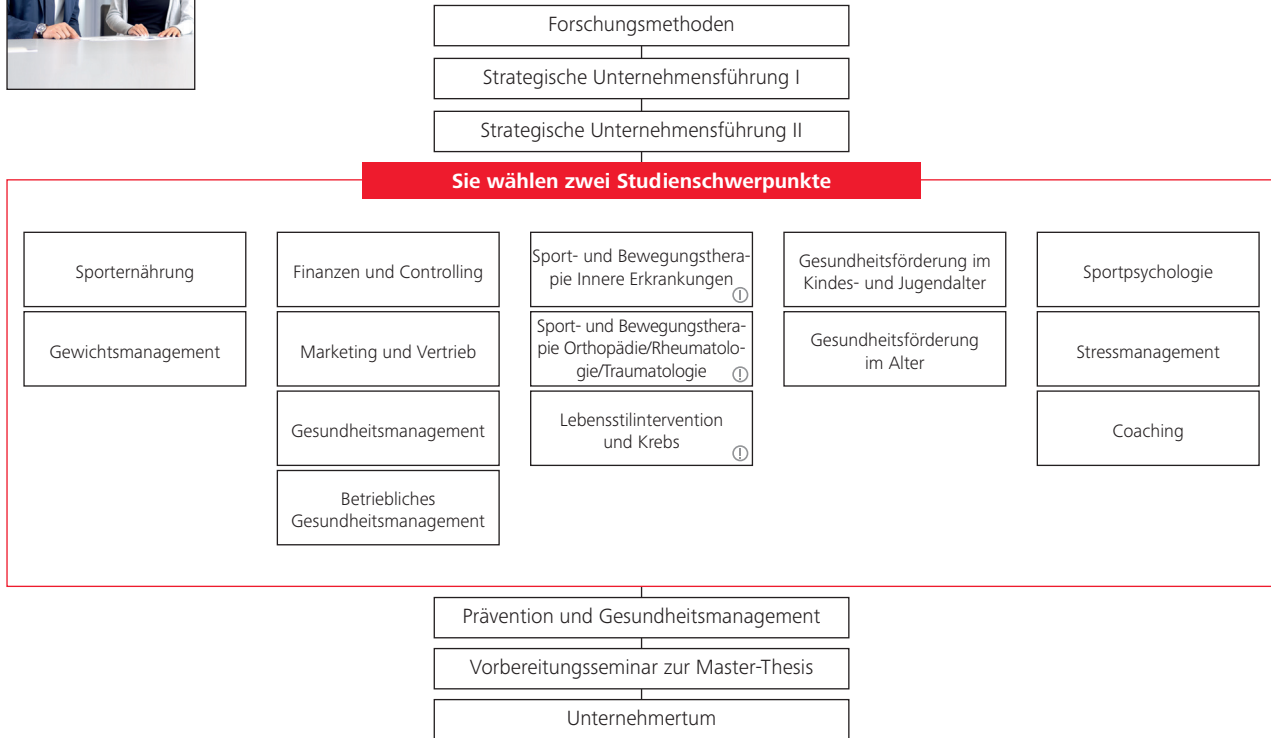 Forschungsmethoden
Strategische Unternehmensführung I
Strategische Unternehmensführung II
Sie wählen zwei Studienschwerpunkte
Sporternährung
Gewichtsmanagement
Finanzen und Controlling
Marketing und Vertrieb
Gesundheitsmanagement
Betriebliches
Gesundheitsmanagement
Sport- und Bewegungsthera-
pie Innere Erkrankungen
Sport- und Bewegungsthera-
pie Orthopädie/Rheumatolo-
gie/Traumatologie
Lebensstilintervention
und Krebs
Gesundheitsförderung im
Kindes- und Jugendalter
Gesundheitsförderung
im Alter
Sportpsychologie
Stressmanagement
Coaching
Prävention und Gesundheitsmanagement
Vorbereitungsseminar zur Master-Thesis
Unternehmertum